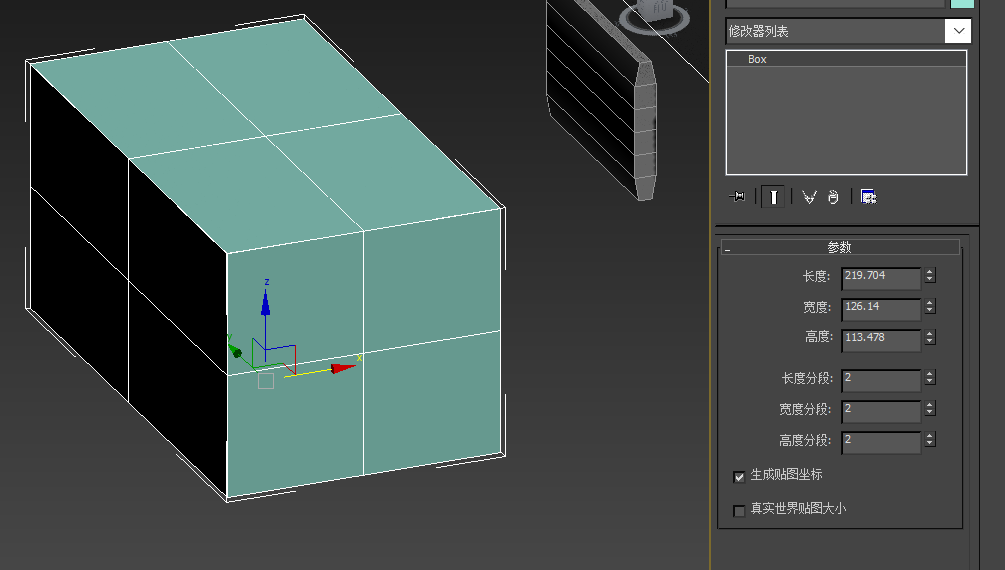 修改器列表
Box
参数
长度: 219.704
宽度: 126.14
高度: 113.478
长度分段: 2
宽度分段: 2
高度分段: 2
生成贴图坐标
真实世界贴图大小
z
y
x